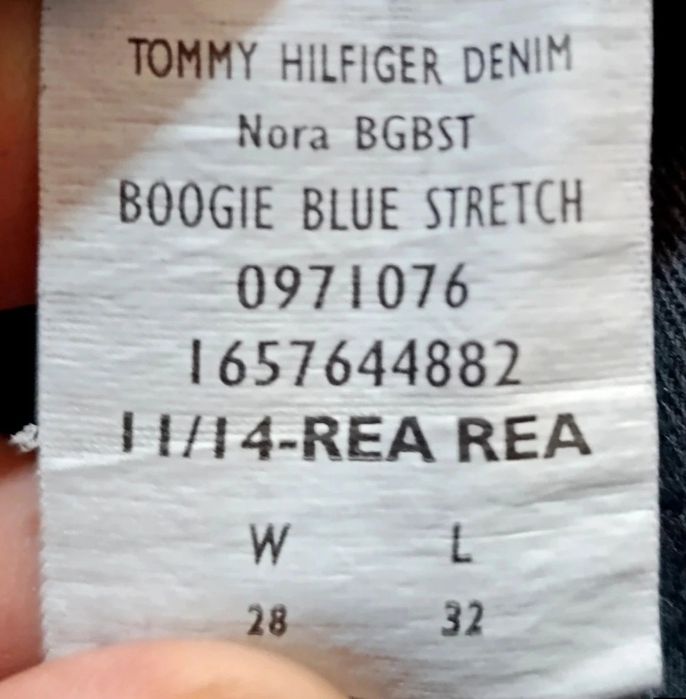 TOMMY HILFIGER DENIM
Nora BGBST
BOOGIE BLUE STRETCH
0971076
1657644882
11/14-REA REA
W L
28 32